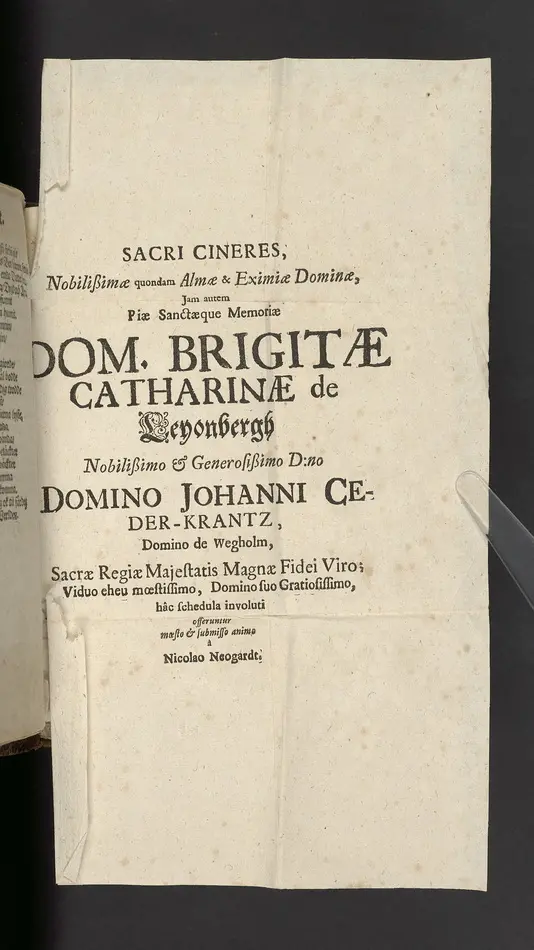 SACRI CINERES,
Nobilißimæ quondam Almæ & Eximiæ Dominæ,
Jam autem
Piæ Sanctæque Memoriæ
DOM. BRIGITÆ
CATHARINÆ de
Leyonbergh
Nobilißimo & Generoſißimo D:no
DOMINO JOHANNI CE-
DER-KRANTZ,
Domino de Wegholm,
Sacræ Regiæ Majeſtatis Magnæ Fidei Viro;
Viduo eheu mœſtiſſimo, Domino ſuo Gratioſiſſimo,
hâc ſchedula involuti
offeruntur
mœſto & ſubmiſſo animo
à
Nicolao Neogardt.